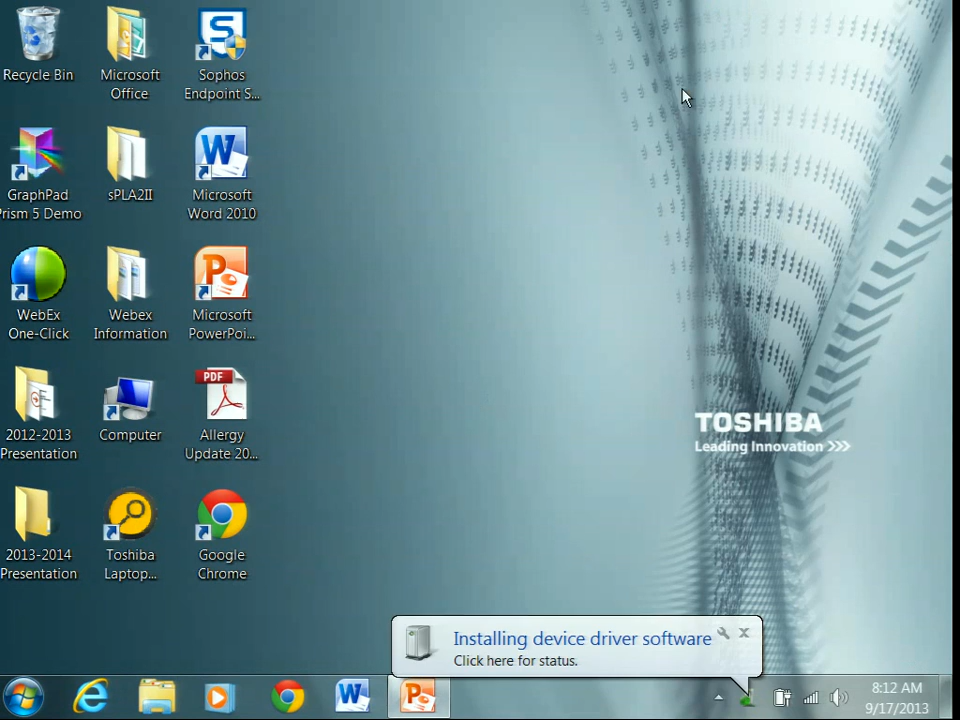 Recycle Bin
Microsoft
Office
Sophos
Endpoint S...
GraphPad
Prism 5 Demo
sPLA2II
Microsoft
Word 2010
WebEx
One-Click
Webex
Information
Microsoft
PowerPoi...
2012-2013
Presentation
Computer
PDF
Allergy
Update 20...
2013-2014
Presentation
Toshiba
Laptop...
Google
Chrome
TOSHIBA
Leading Innovation >>>
Installing device driver software
Click here for status.
8:12 AM
9/17/2013